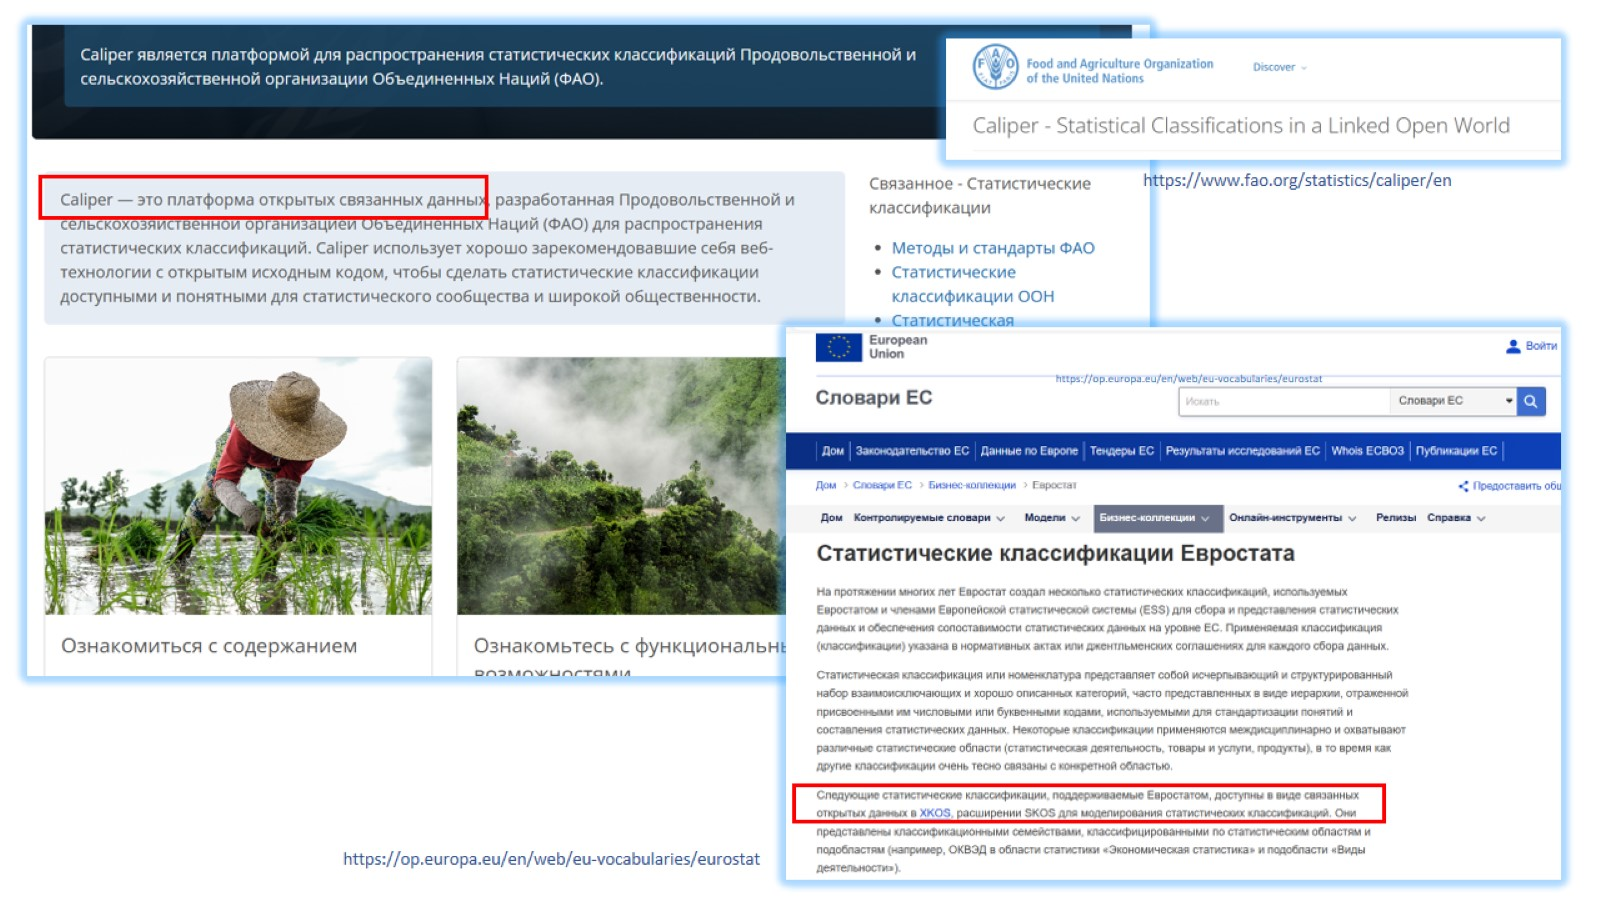 Caliper является платформой для распространения статистических классификаций Продовольственной и
сельскохозяйственной организации Объединенных Наций (ФАО).
Food and Agriculture Organization
of the United Nations
Discover
Caliper - Statistical Classifications in a Linked Open World
https://www.fao.org/statistics/caliper/en
Caliper — это платформа открытых связанных данных, разработанная Продовольственной и
сельскохозяйственной организацией Объединенных Наций (ФАО) для распространения
статистических классификаций. Caliper использует хорошо зарекомендовавшие себя веб-
технологии с открытым исходным кодом, чтобы сделать статистические классификации
доступными и понятными для статистического сообщества и широкой общественности.
Связанное - Статистические
классификации
• Методы и стандарты ФАО
• Статистические
классификации ООН
• Статистическая
Ознакомиться с содержанием
Ознакомьтесь с функциональны
возможностями
European
Union
Войти
https://op.europa.eu/en/web/eu-vocabularies/eurostat
Словари ЕС
Искать
Словари ЕС
Дом Законодательство ЕС Данные по Европе Тендеры ЕС Результаты исследований ЕС Whois ЕСВОЗ Публикации ЕС
Дом > Словари ЕС > Бизнес-коллекции > Евростат
Предоставить общ
Дом Контролируемые словари Модели Бизнес-коллекции Онлайн-инструменты Релизы Справка
Статистические классификации Евростата
На протяжении многих лет Евростат создал несколько статистических классификаций, используемых
Евростатом и членами Европейской статистической системы (ESS) для сбора и представления статистических
данных и обеспечения сопоставимости статистических данных на уровне ЕС. Применяемая классификация
(классификации) указана в нормативных актах или джентльменских соглашениях для каждого сбора данных.
Статистическая классификация или номенклатура представляет собой исчерпывающий и структурированный
набор взаимоисключающих и хорошо описанных категорий, часто представленных в виде иерархии, отраженной
присвоенными им числовыми или буквенными кодами, используемыми для стандартизации понятий и
составления статистических данных. Некоторые классификации применяются междисциплинарно и охватывают
различные статистические области (статистическая деятельность, товары и услуги, продукты), в то время как
другие классификации очень тесно связаны с конкретной областью.
Следующие статистические классификации, поддерживаемые Евростатом, доступны в виде связанных
открытых данных в XKOS, расширении SKOS для моделирования статистических классификаций. Они
представлены классификационными семействами, классифицированными по статистическим областям и
подобластям (например, ОКВЭД в области статистики «Экономическая статистика» и подобласти «Виды
деятельности»).
https://op.europa.eu/en/web/eu-vocabularies/eurostat